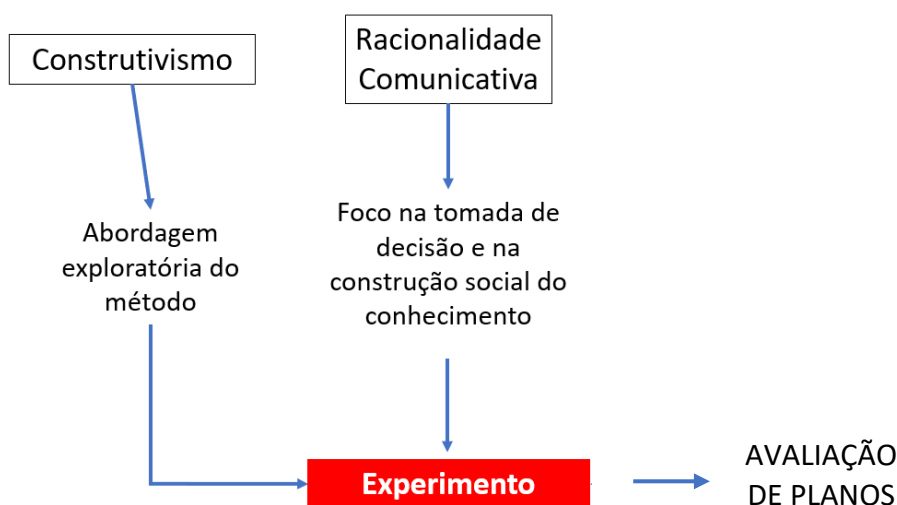 Construtivismo
Racionalidade
Comunicativa
Abordagem
exploratória do
método
Foco na tomada de
decisão e na
construção social do
conhecimento
Experimento
AVALIAÇÃO
DE PLANOS